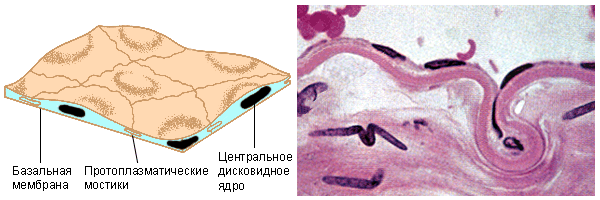 Базальная
мембрана
Протоплазматические
мостики
Центральное
дисковидное
ядро